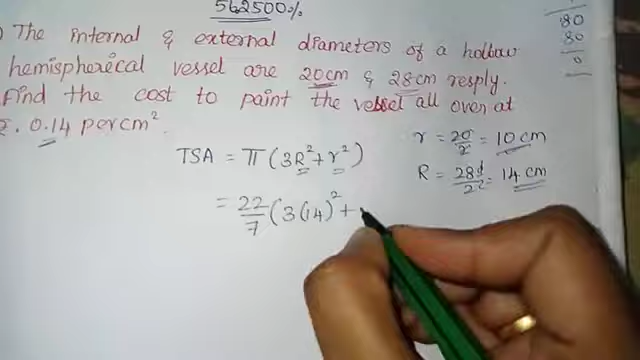 562500%
) The internal & external diameters of a hollow
hemispherical vessel are 20cm & 28cm resply.
Find the cost to paint the vessel all over at
₹. 0.14 per cm²
80
80
0
TSA = π (3R²+r²)
= 22/7 (3(14)² +
r = 20/2 = 10 cm
R = 28/2 = 14 cm